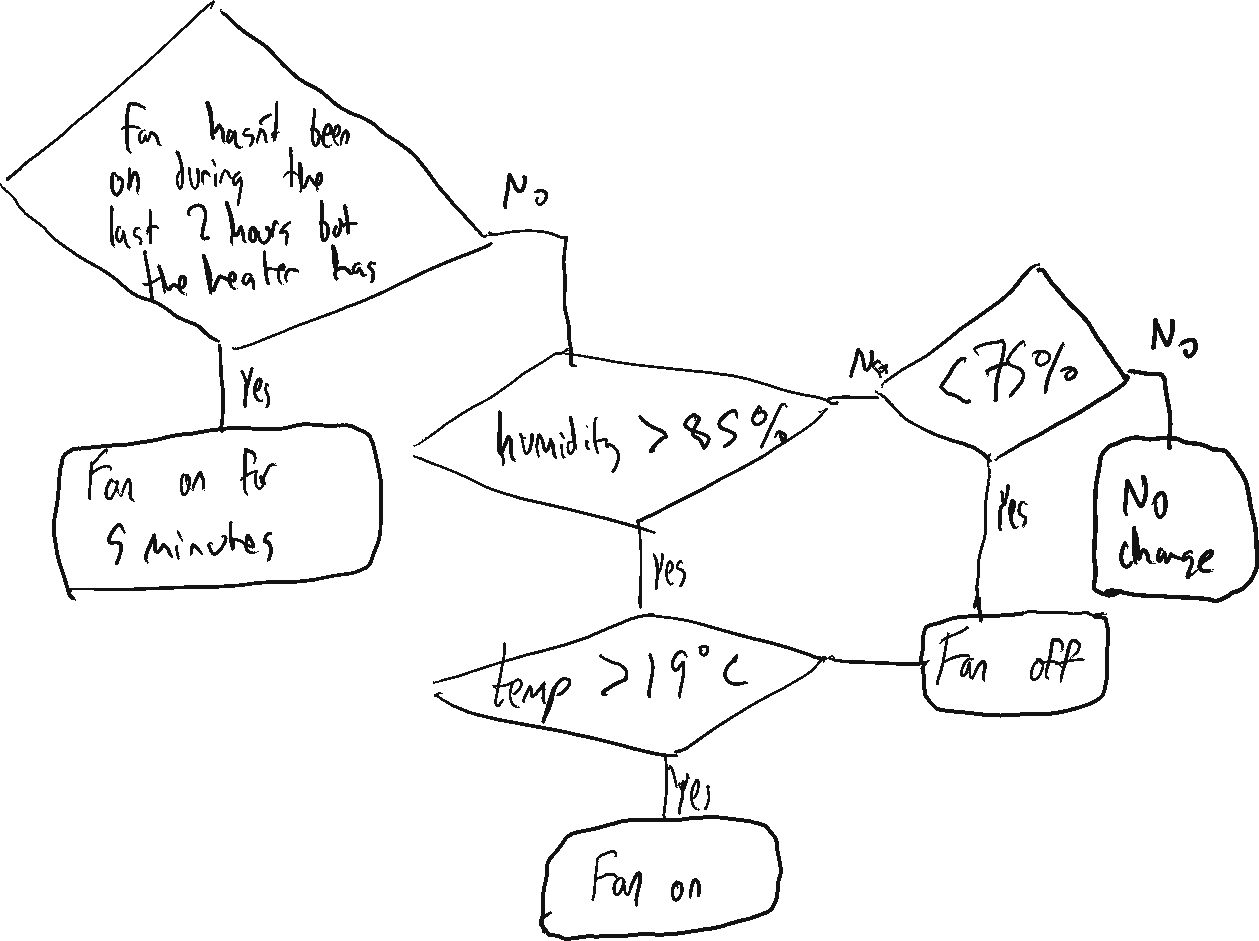 Fan hasn't been
on during the
last 2 hours but
the heater has
No
Yes
Fan on for
5 minutes
humidity > 85%
No
< 75%
No
Yes
No
change
Yes
temp > 19°C
Fan off
Yes
Fan on